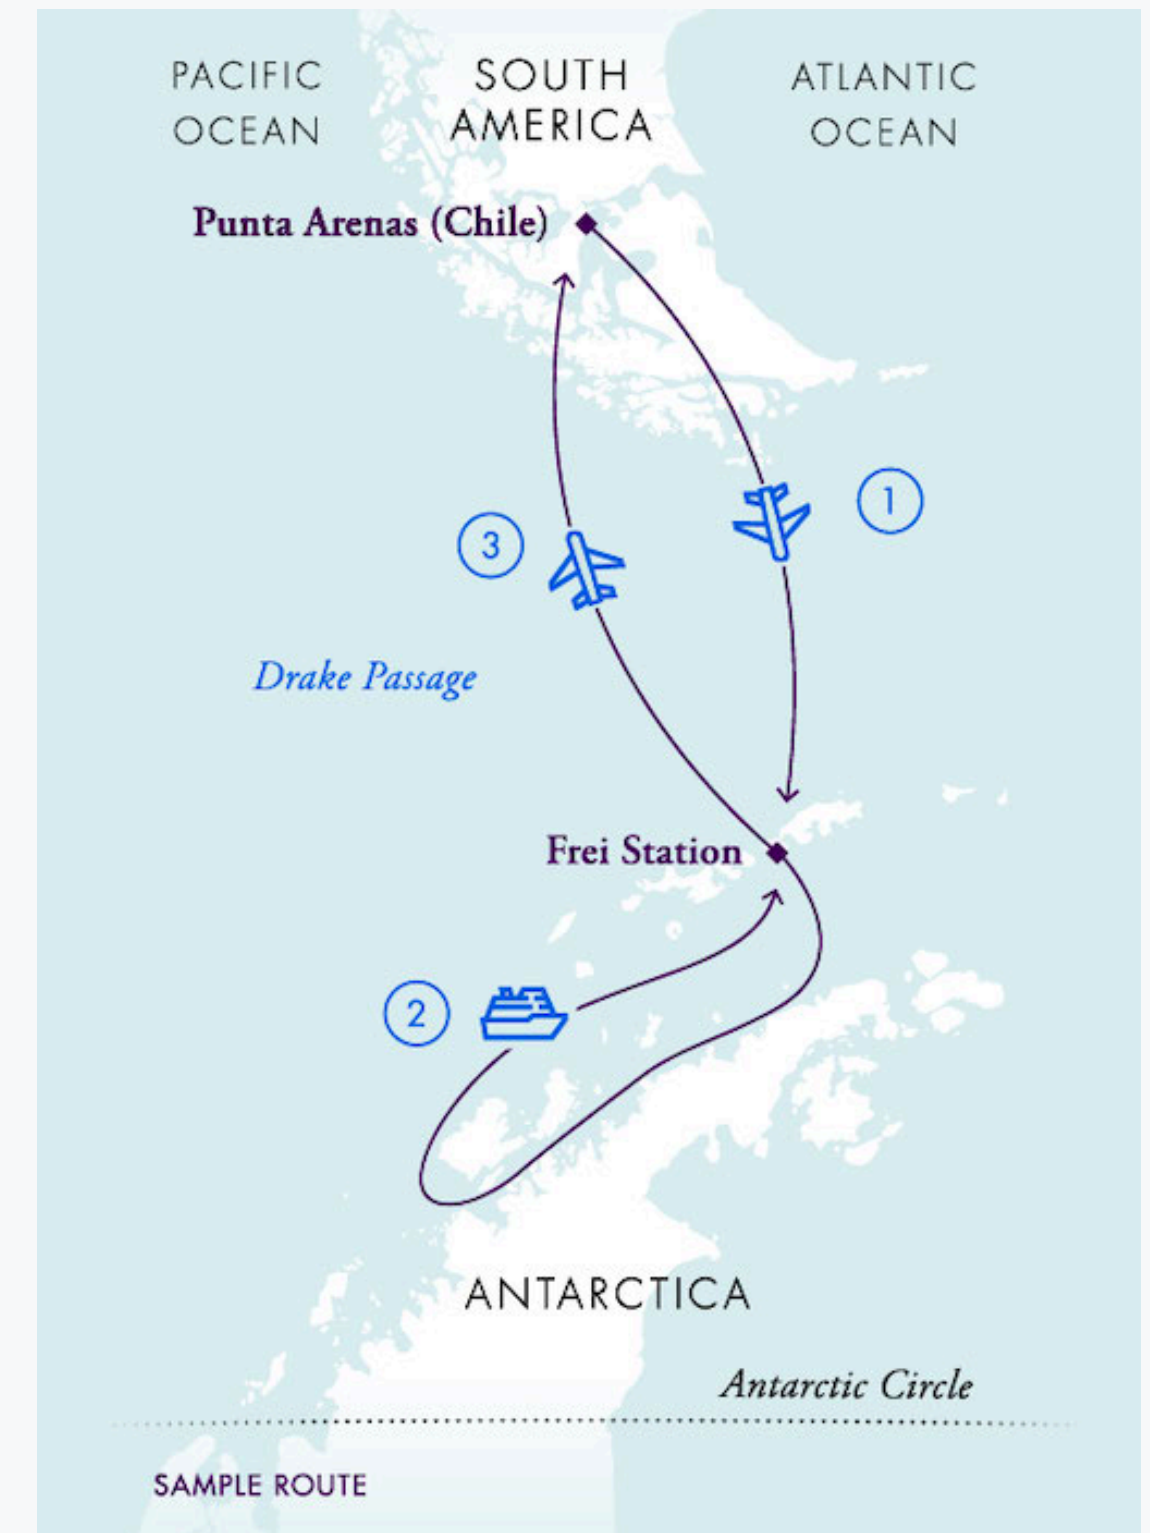 PACIFIC
OCEAN
SOUTH
AMERICA
ATLANTIC
OCEAN
Punta Arenas (Chile)
1
3
Drake Passage
Frei Station
2
ANTARCTICA
Antarctic Circle
SAMPLE ROUTE